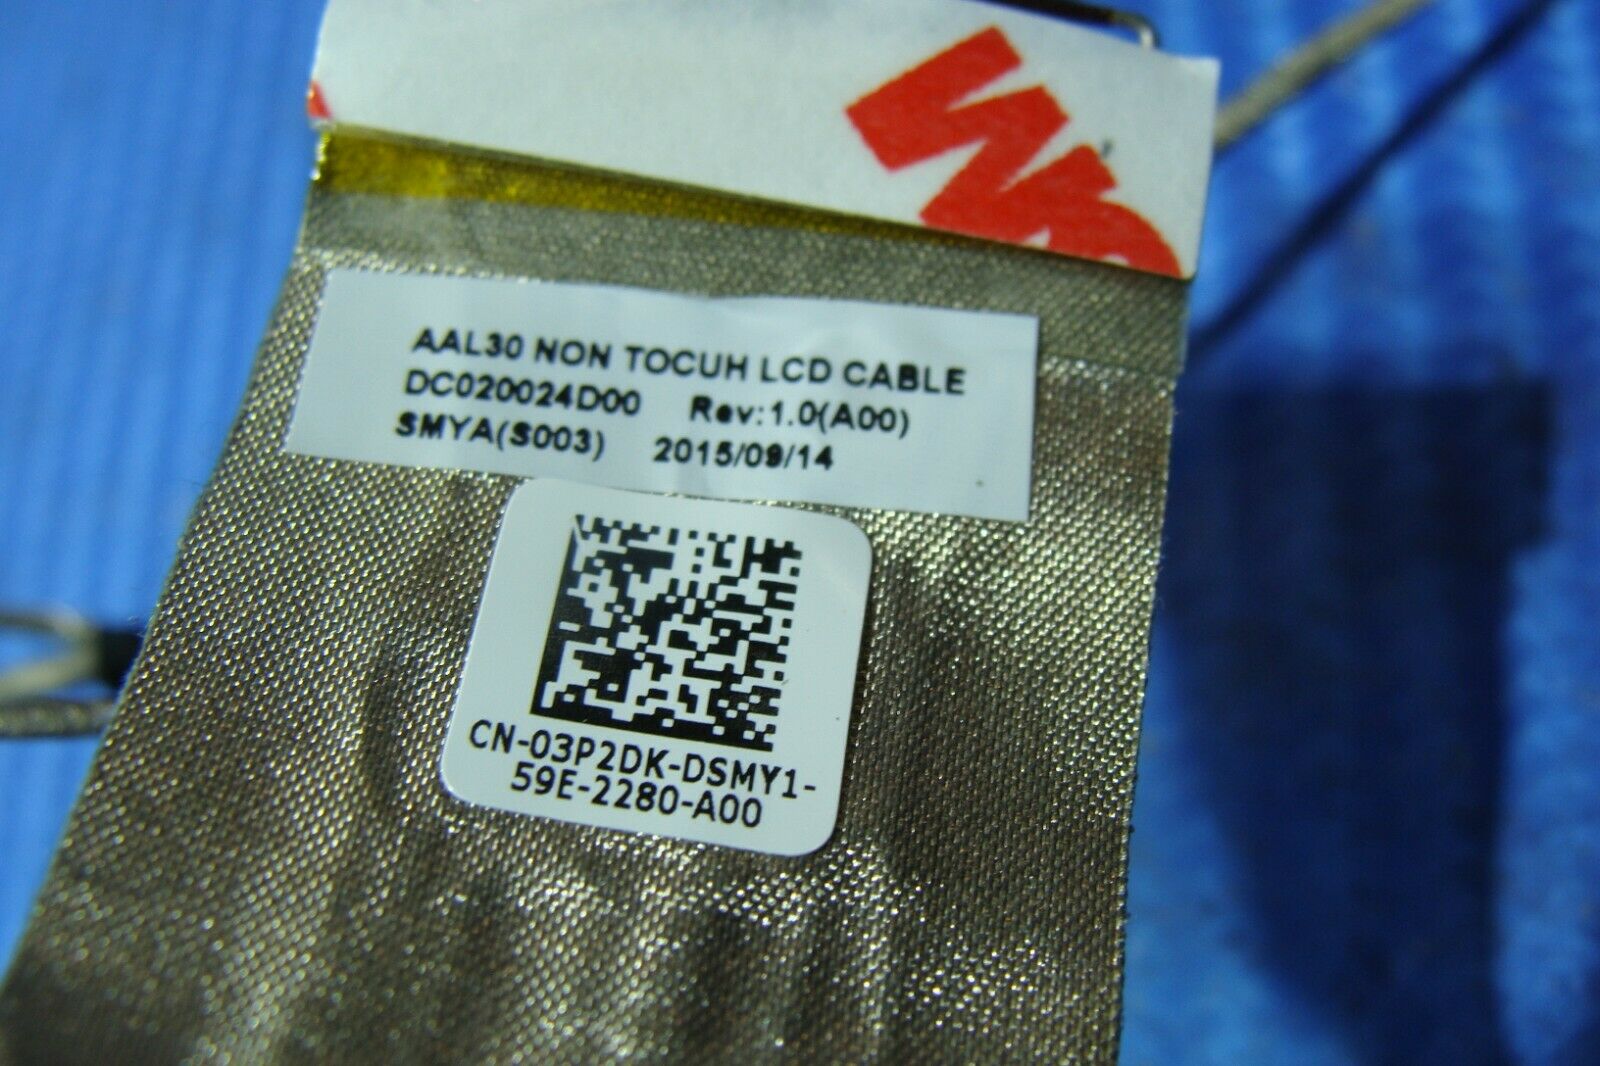 AAL30 NON TOCUH LCD CABLE
DC020024D00 Rev:1.0(A00)
SMYA(S003) 2015/09/14
CN-03P2DK-DSMY1-
59E-2280-A00